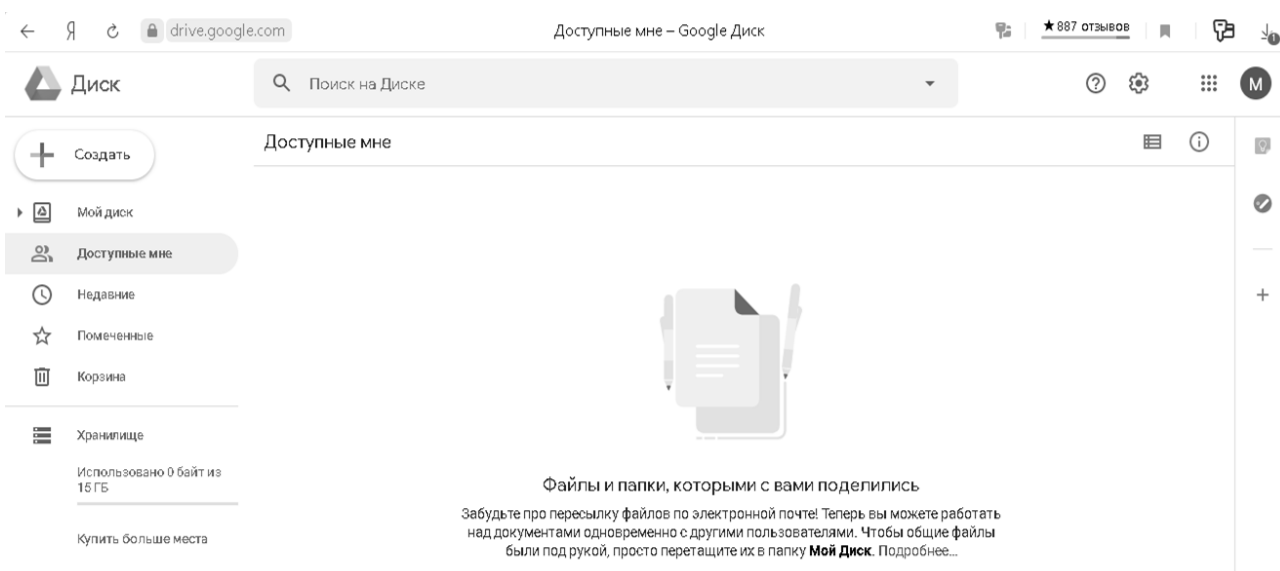 Я drive.google.com Доступные мне – Google Диск ★887 отзывов 1
Диск Поиск на Диске М
Создать Доступные мне
Мой диск
Доступные мне
Недавние
Помеченные
Корзина
Хранилище
Использовано 0 байт из
15 ГБ
Купить больше места
Файлы и папки, которыми с вами поделились
Забудьте про пересылку файлов по электронной почте! Теперь вы можете работать
над документами одновременно с другими пользователями. Чтобы общие файлы
были под рукой, просто перетащите их в папку Мой Диск. Подробнее...